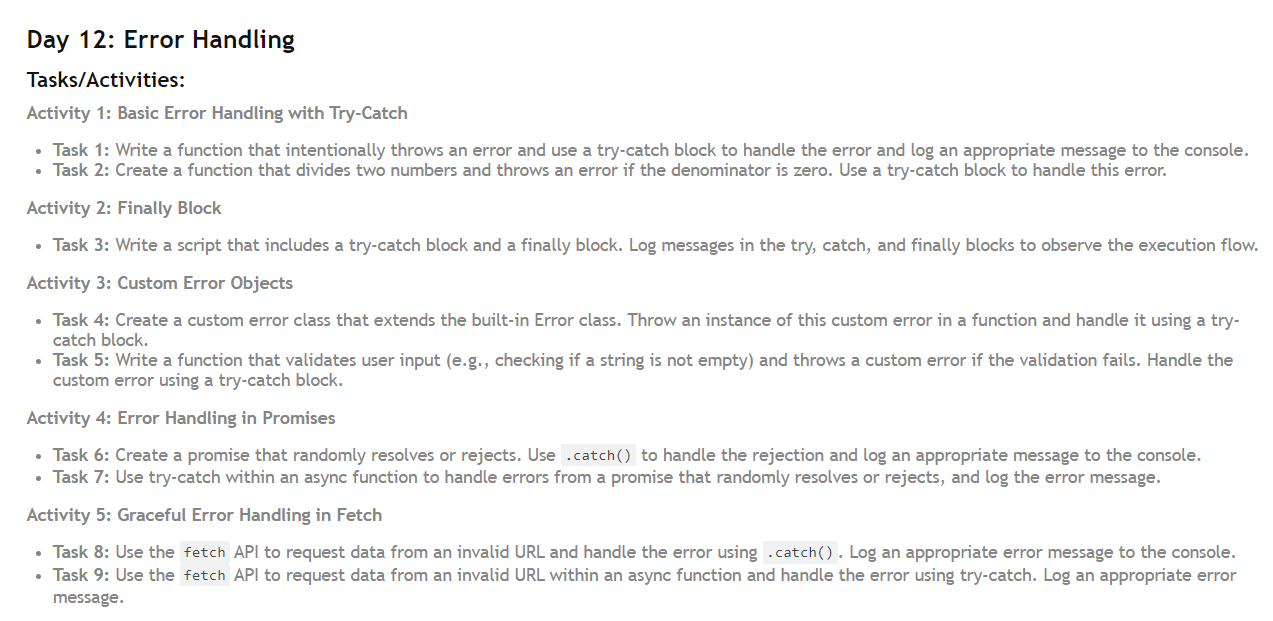 Day 12: Error Handling
Tasks/Activities:
Activity 1: Basic Error Handling with Try-Catch
• Task 1: Write a function that intentionally throws an error and use a try-catch block to handle the error and log an appropriate message to the console.
• Task 2: Create a function that divides two numbers and throws an error if the denominator is zero. Use a try-catch block to handle this error.
Activity 2: Finally Block
• Task 3: Write a script that includes a try-catch block and a finally block. Log messages in the try, catch, and finally blocks to observe the execution flow.
Activity 3: Custom Error Objects
• Task 4: Create a custom error class that extends the built-in Error class. Throw an instance of this custom error in a function and handle it using a try-
catch block.
• Task 5: Write a function that validates user input (e.g., checking if a string is not empty) and throws a custom error if the validation fails. Handle the
custom error using a try-catch block.
Activity 4: Error Handling in Promises
• Task 6: Create a promise that randomly resolves or rejects. Use .catch() to handle the rejection and log an appropriate message to the console.
• Task 7: Use try-catch within an async function to handle errors from a promise that randomly resolves or rejects, and log the error message.
Activity 5: Graceful Error Handling in Fetch
• Task 8: Use the fetch API to request data from an invalid URL and handle the error using .catch(). Log an appropriate error message to the console.
• Task 9: Use the fetch API to request data from an invalid URL within an async function and handle the error using try-catch. Log an appropriate error
message.